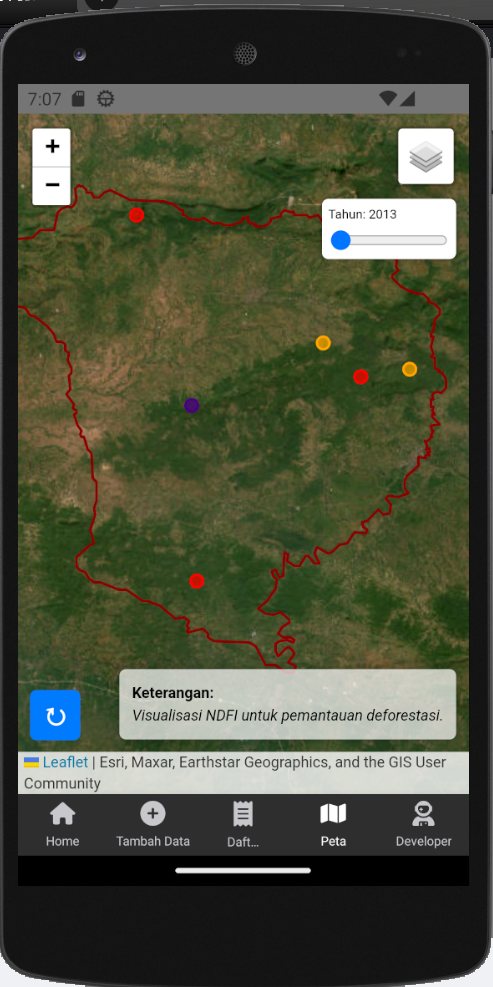 7:07
+
−
Tahun: 2013
Keterangan:
Visualisasi NDFI untuk pemantauan deforestasi.
Leaflet | Esri, Maxar, Earthstar Geographics, and the GIS User
Community
Home
Tambah Data
Daft...
Peta
Developer